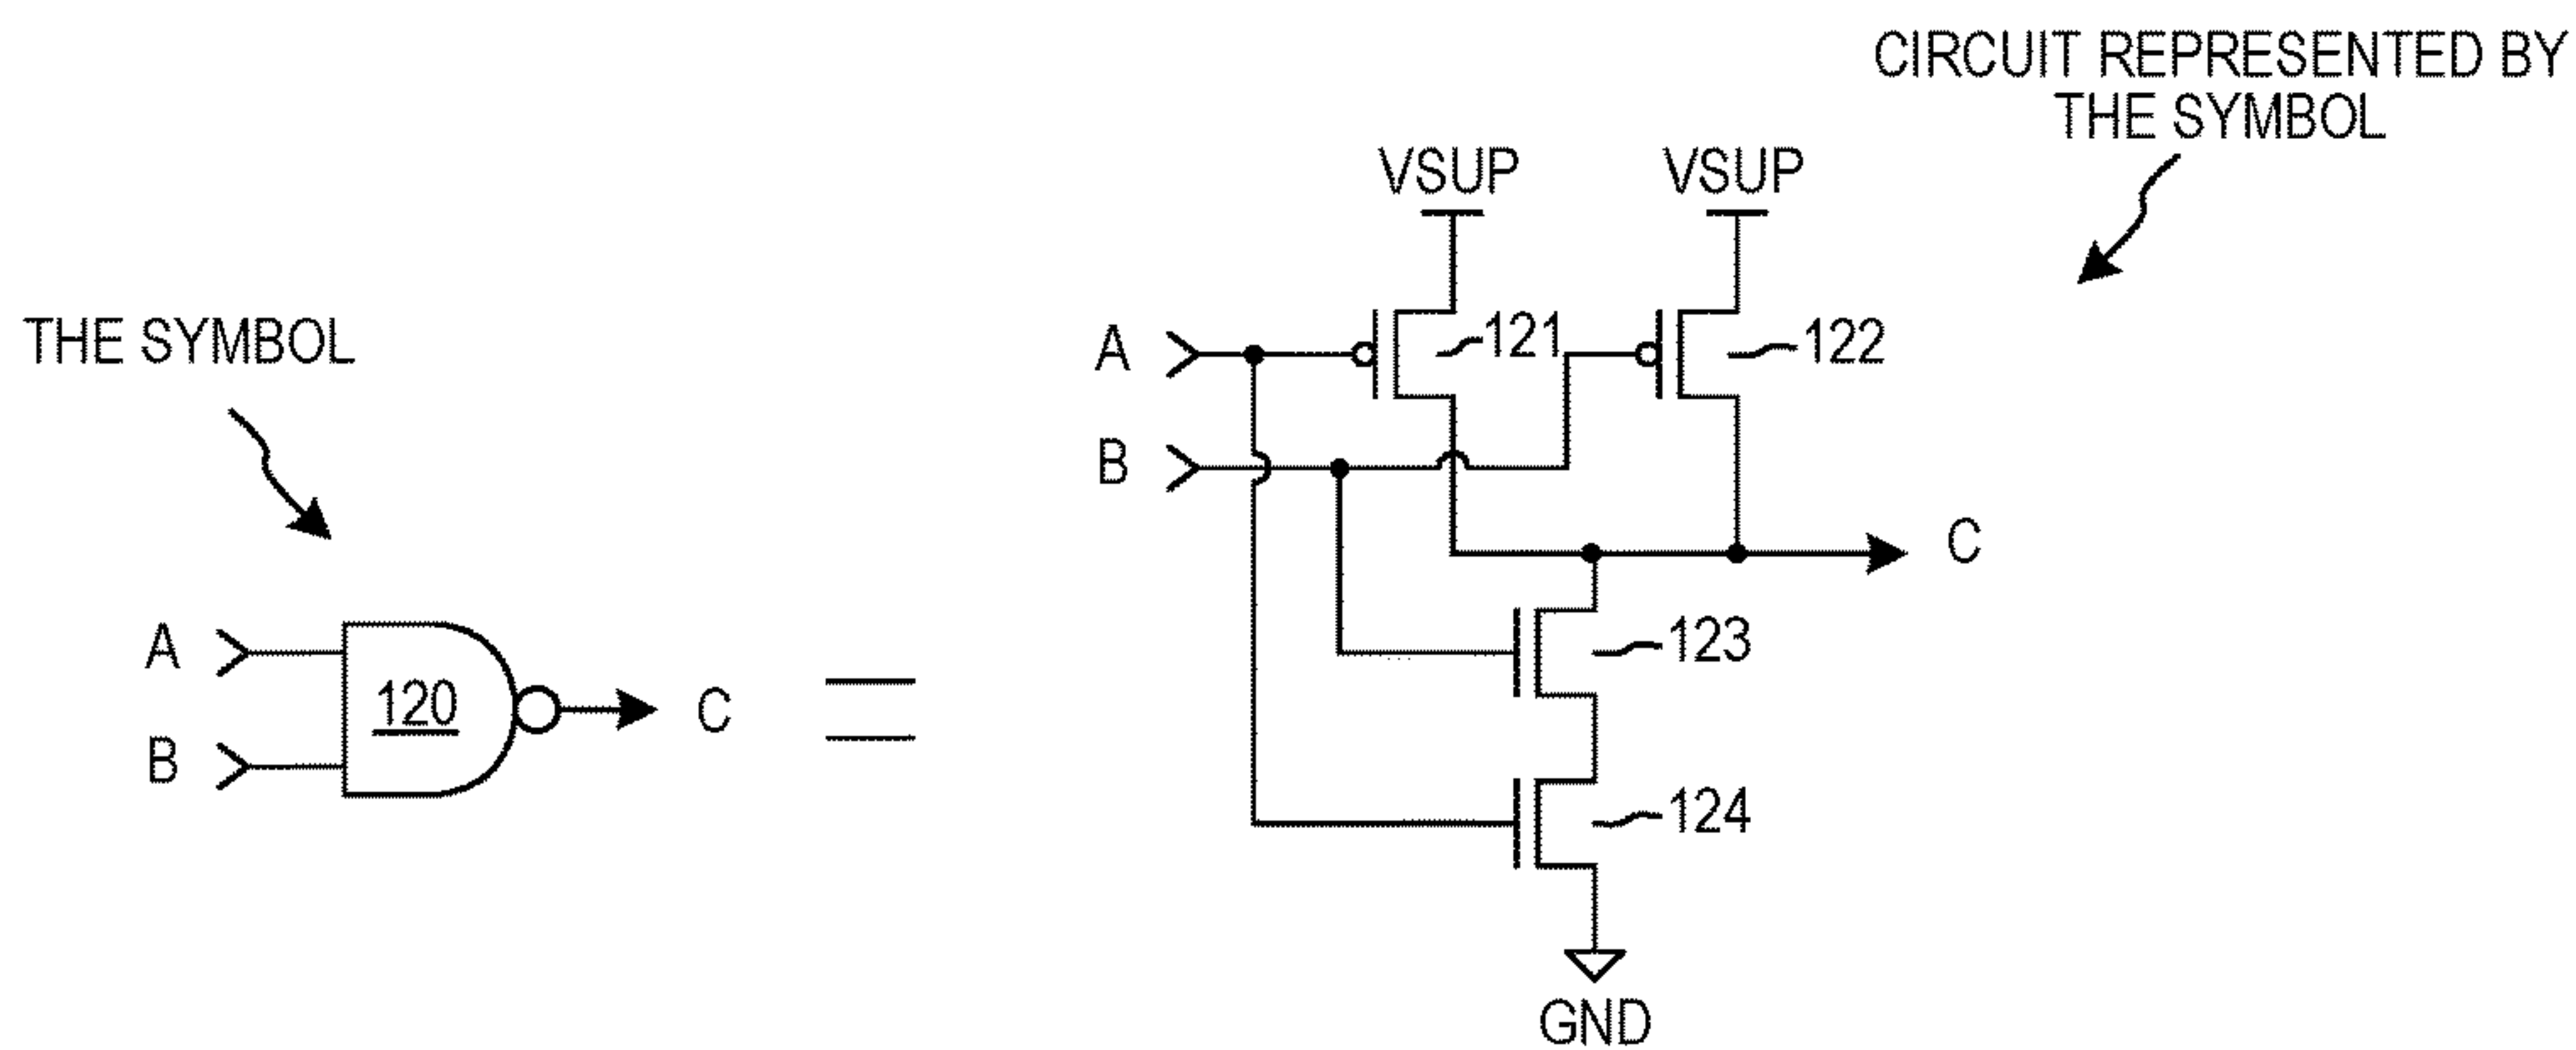 CIRCUIT REPRESENTED BY
THE SYMBOL
VSUP VSUP
THE SYMBOL
A 121 122
B
C
A
B
120
C
=
123
124
GND